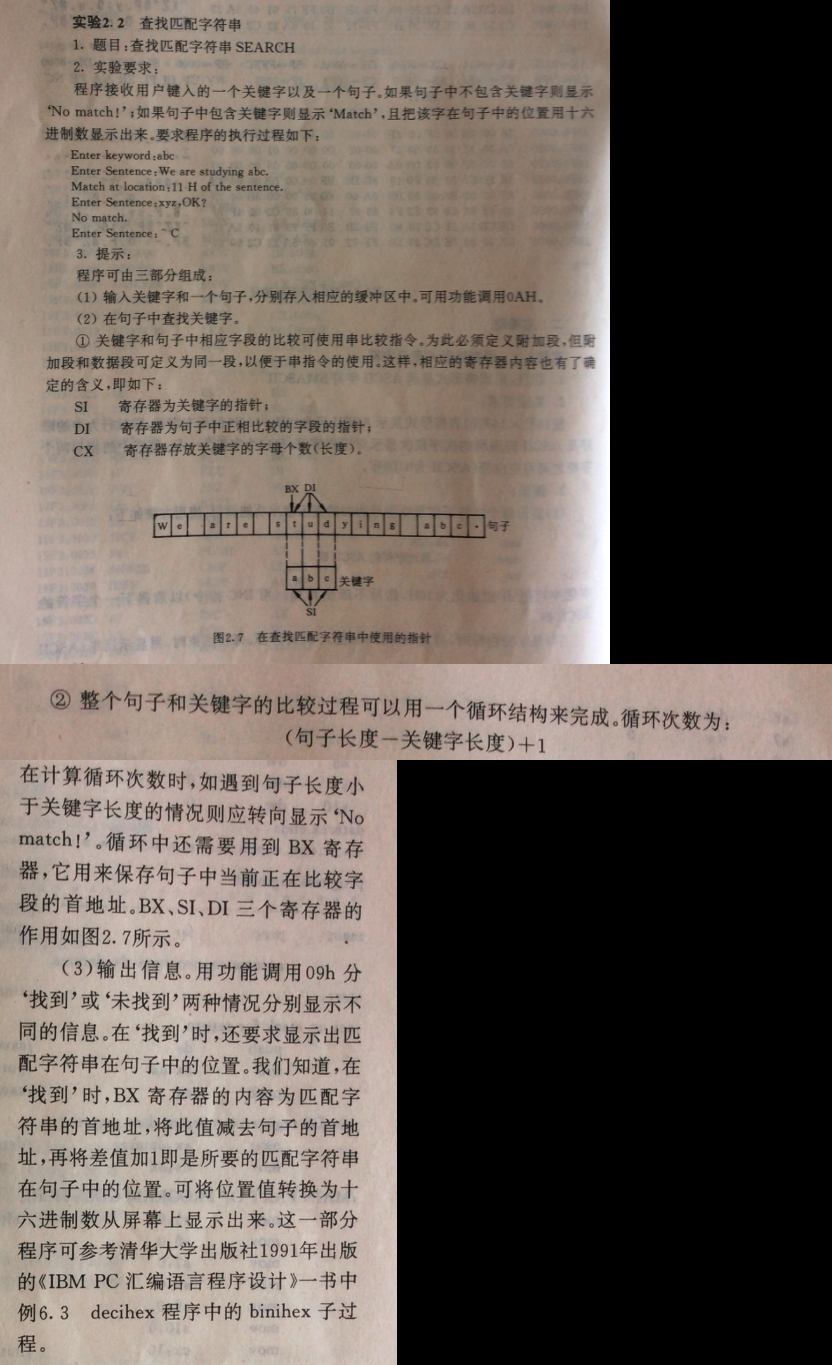 实验2.2 查找匹配字符串
1. 题目:查找匹配字符串 SEARCH
2. 实验要求:
程序接收用户键入的一个关键字以及一个句子。如果句子中不包含关键字则显示
‘No match!’;如果句子中包含关键字则显示‘Match’,且把该字在句子中的位置用十六
进制数显示出来。要求程序的执行过程如下:
Enter keyword:abc
Enter Sentence:We are studying abc.
Match at location:11 H of the sentence.
Enter Sentence:xyz,OK?
No match.
Enter Sentence:^C
3. 提示:
程序可由三部分组成:
(1) 输入关键字和一个句子,分别存入相应的缓冲区中。可用功能调用0AH。
(2) 在句子中查找关键字。
① 关键字和句子中相应字段的比较可使用串比较指令。为此必须定义附加段,但附
加段和数据段可定义为同一段,以便于串指令的使用。这样,相应的寄存器内容也有了确
定的含义,即如下:
SI 寄存器为关键字的指针;
DI 寄存器为句子中正相比较的字段的指针;
CX 寄存器存放关键字的字母个数(长度)。
BX DI
W e a r e s t u d y i n g a b c . 句子
a b c 关键字
SI
图2.7 在查找匹配字符串中使用的指针
② 整个句子和关键字的比较过程可以用一个循环结构来完成。循环次数为:
(句子长度-关键字长度)+1
在计算循环次数时,如遇到句子长度小
于关键字长度的情况则应转向显示‘No
match!’。循环中还需要用到 BX 寄存
器,它用来保存句子中当前正在比较字
段的首地址。BX、SI、DI 三个寄存器的
作用如图2.7所示。
(3)输出信息。用功能调用09h 分
‘找到’或‘未找到’两种情况分别显示不
同的信息。在‘找到’时,还要求显示出匹
配字符串在句子中的位置。我们知道,在
‘找到’时,BX 寄存器的内容为匹配字
符串的首地址,将此值减去句子的首地
址,再将差值加1即是所要的匹配字符串
在句子中的位置。可将位置值转换为十
六进制数从屏幕上显示出来。这一部分
程序可参考清华大学出版社1991年出版
的《IBM PC 汇编语言程序设计》一书中
例6.3 decihex 程序中的 binihex 子过
程。